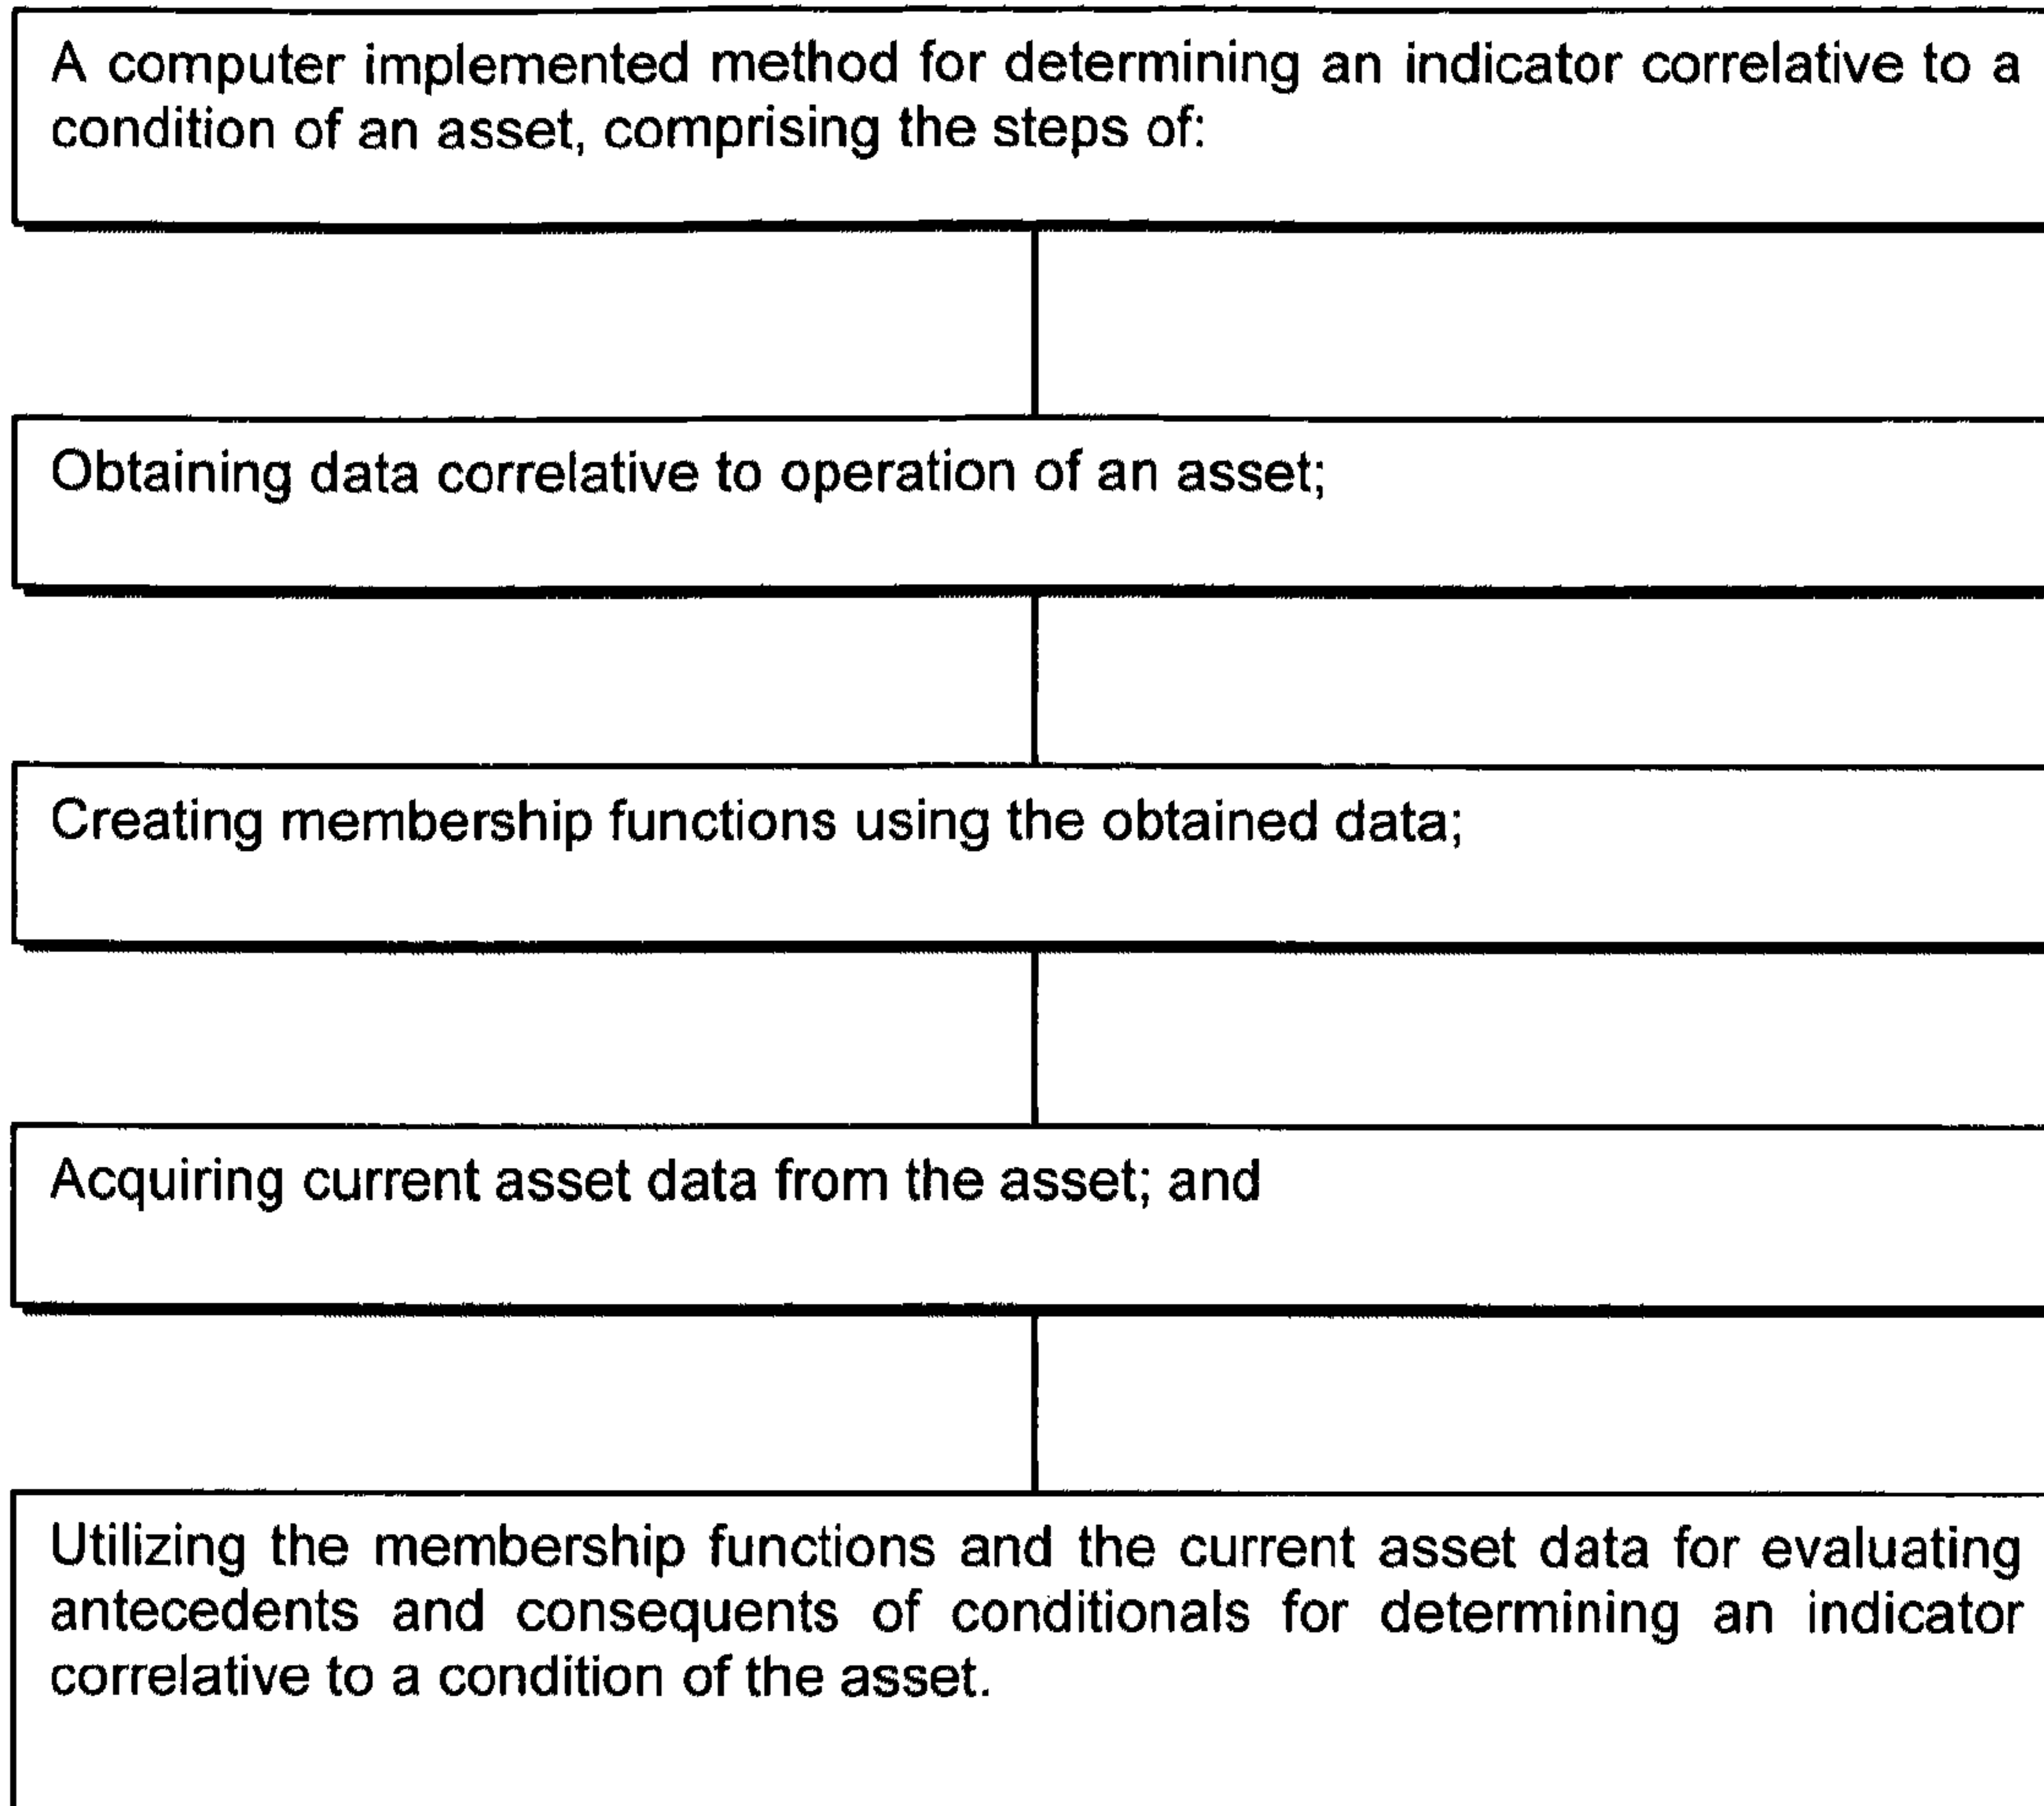 A computer implemented method for determining an indicator correlative to a
condition of an asset, comprising the steps of:
Obtaining data correlative to operation of an asset;
Creating membership functions using the obtained data;
Acquiring current asset data from the asset; and
Utilizing the membership functions and the current asset data for evaluating
antecedents and consequents of conditionals for determining an indicator
correlative to a condition of the asset.